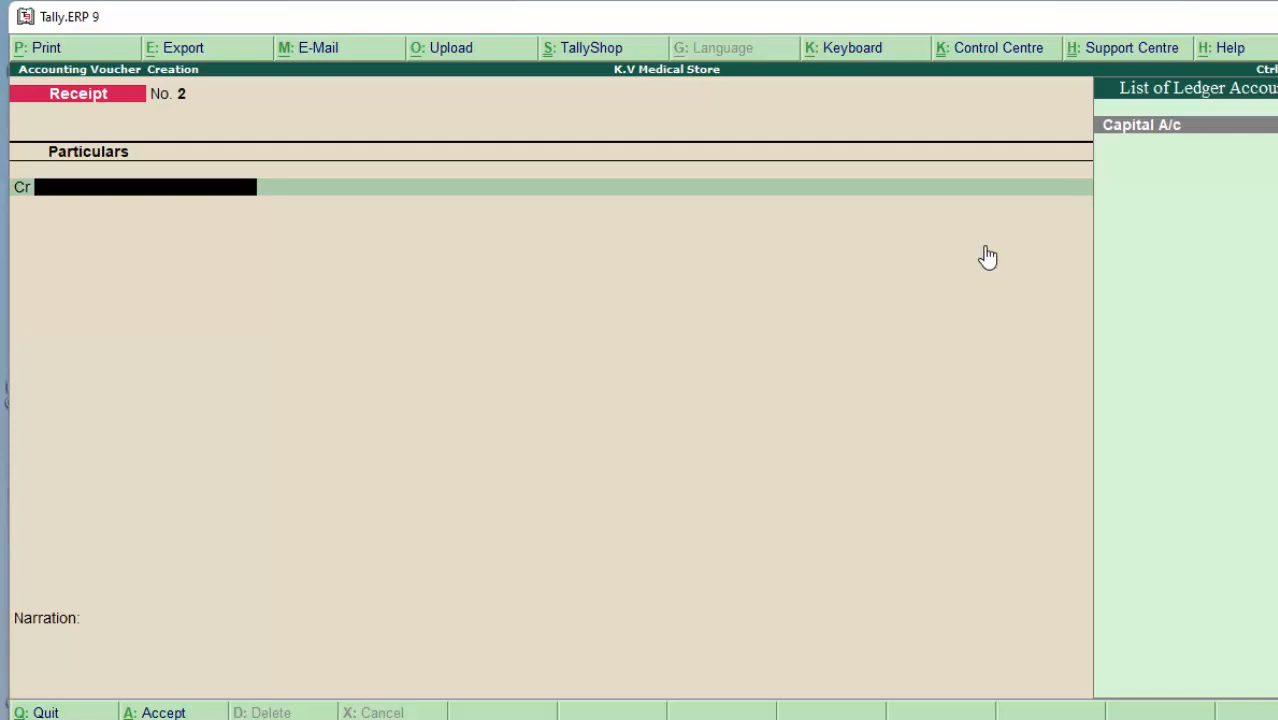 Tally.ERP 9
P: Print E: Export M: E-Mail O: Upload S: TallyShop G: Language K: Keyboard K: Control Centre H: Support Centre H: Help
Accounting Voucher Creation K.V Medical Store Ctrl
Receipt No. 2 List of Ledger Accou
Capital A/c
Particulars
Cr
Narration:
Q: Quit A: Accept D: Delete X: Cancel